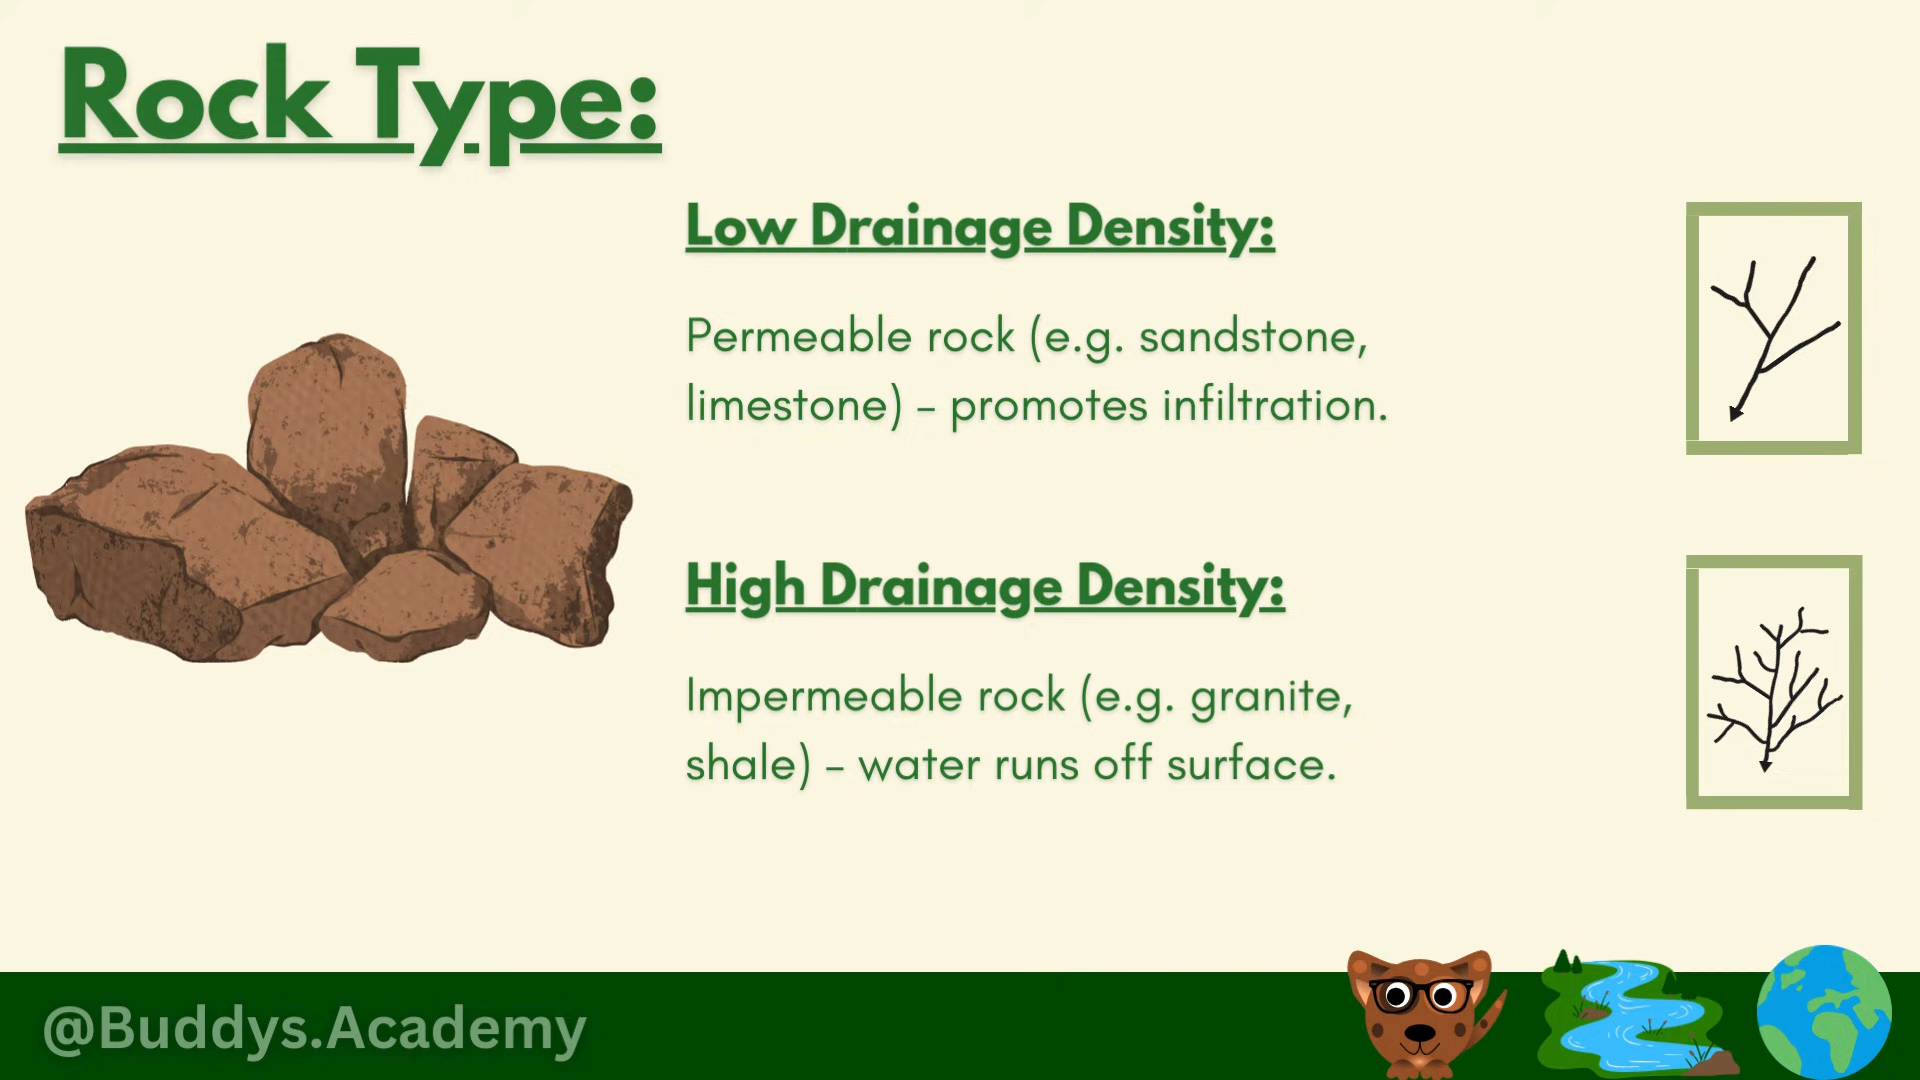 Rock Type:
Low Drainage Density:
Permeable rock (e.g. sandstone,
limestone) – promotes infiltration.
High Drainage Density:
Impermeable rock (e.g. granite,
shale) – water runs off surface.
@Buddys.Academy